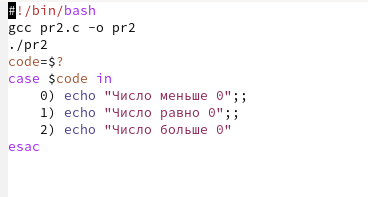 #!/bin/bash
gcc pr2.c -o pr2
./pr2
code=$?
case $code in
    0) echo "Число меньше 0";;
    1) echo "Число равно 0";;
    2) echo "Число больше 0"
esac